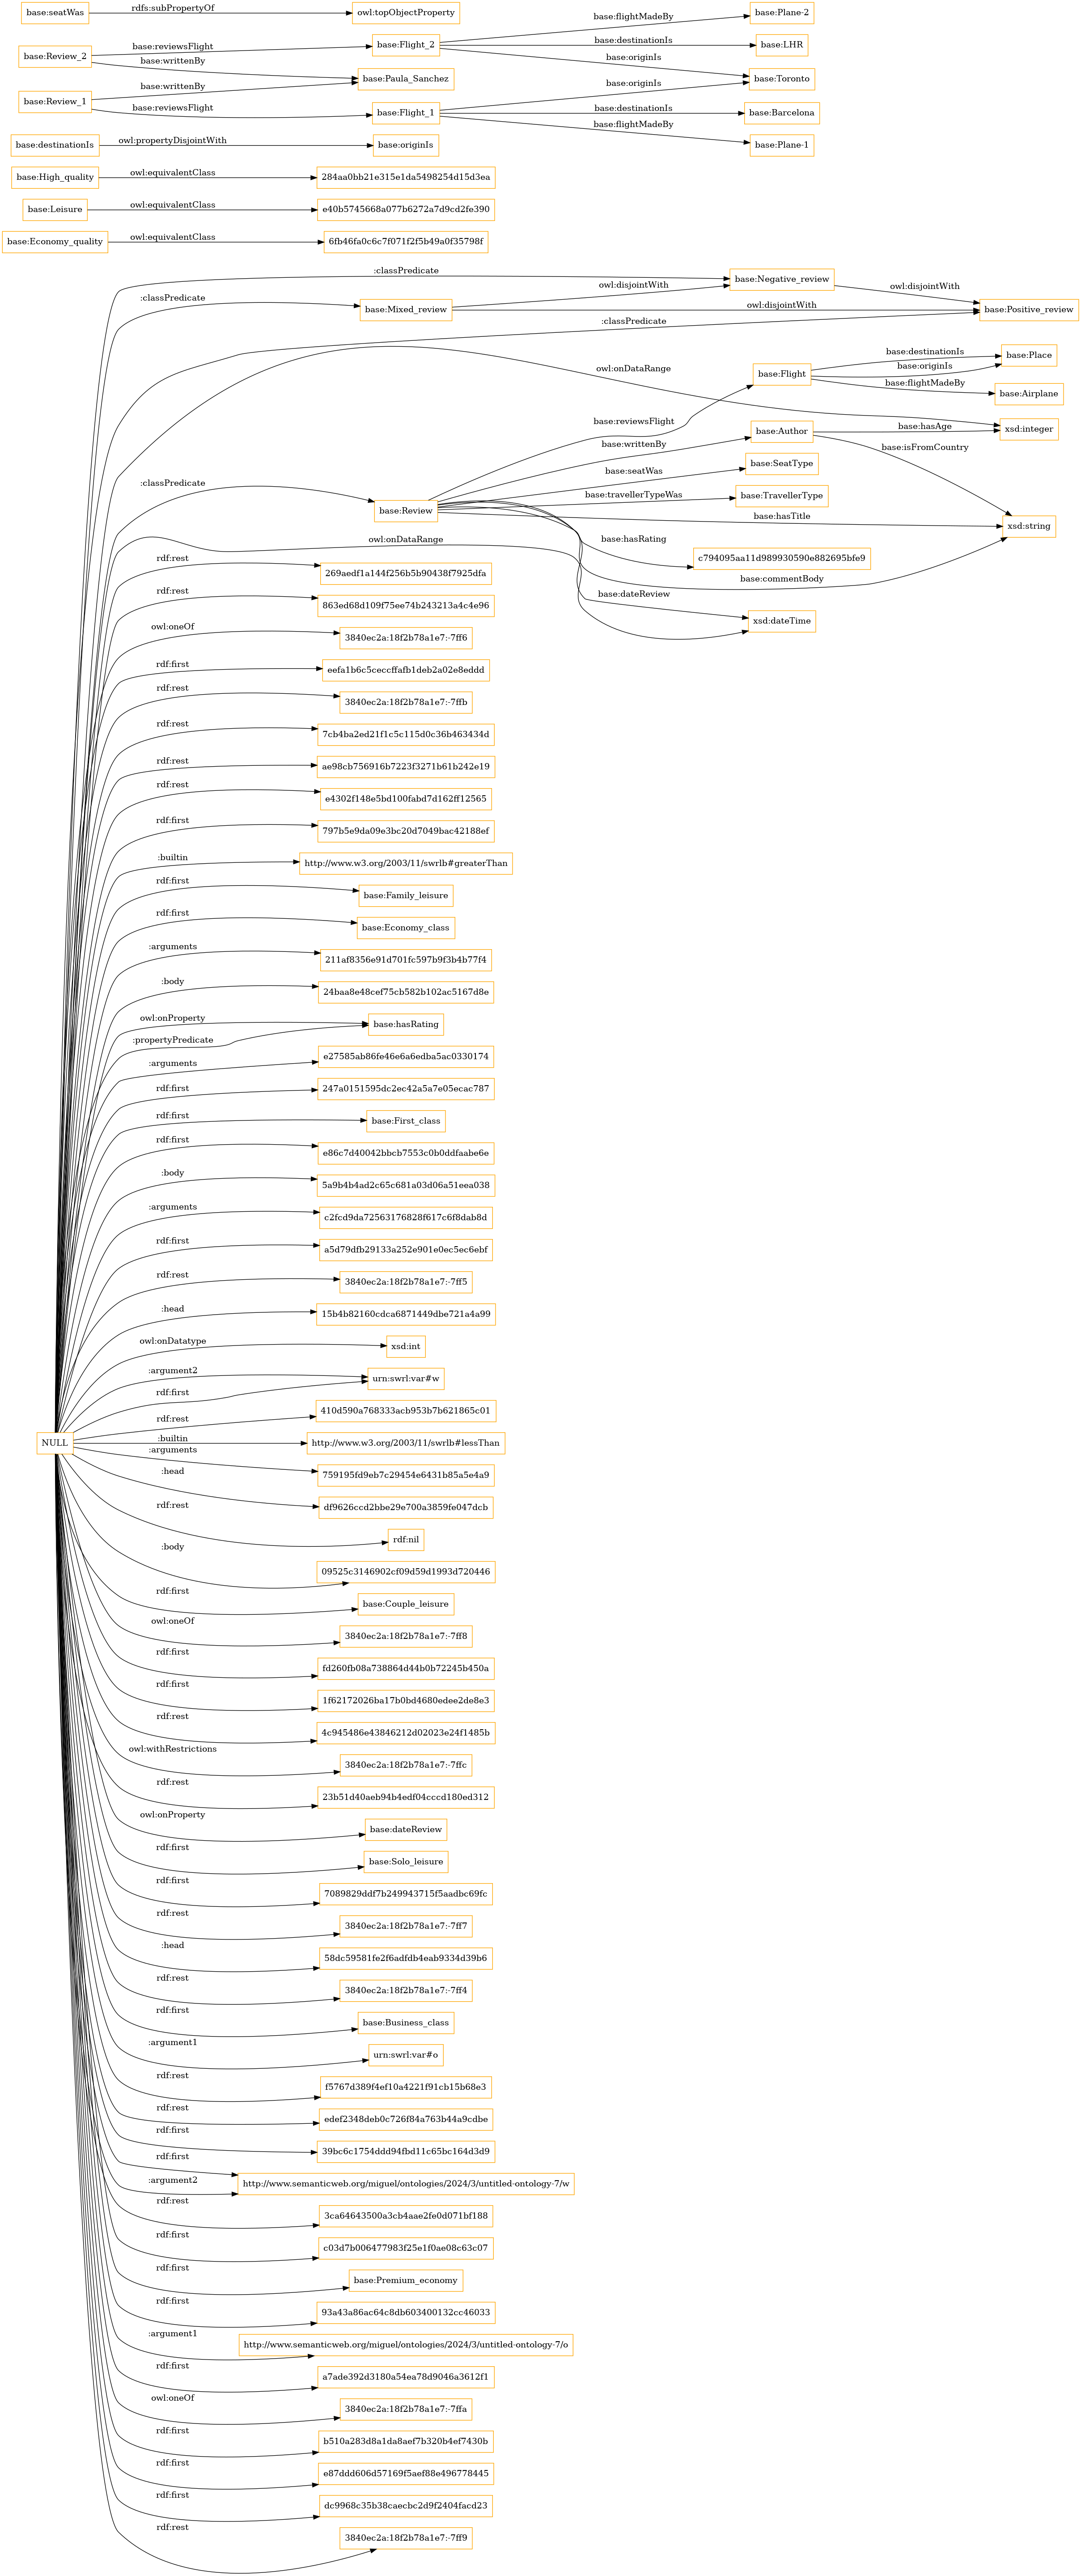 base:seatWas
rdfs:subPropertyOf
owl:topObjectProperty
base:Review_2
base:reviewsFlight
base:writtenBy
base:Flight_2
base:flightMadeBy
base:Plane-2
base:destinationIs
base:LHR
base:originIs
base:Toronto
base:Paula_Sanchez
base:Review_1
base:writtenBy
base:reviewsFlight
base:Flight_1
base:originIs
base:destinationIs
base:Barcelona
base:flightMadeBy
base:Plane-1
base:destinationIs
owl:propertyDisjointWith
base:originIs
base:High_quality
owl:equivalentClass
284aa0bb21e315e1da5498254d15d3ea
base:Leisure
owl:equivalentClass
e40b5745668a077b6272a7d9cd2fe390
base:Economy_quality
owl:equivalentClass
6fb46fa0c6c7f071f2f5b49a0f35798f
:classPredicate
base:Negative_review
owl:disjointWith
:classPredicate
base:Mixed_review
owl:disjointWith
owl:disjointWith
base:Positive_review
:classPredicate
owl:onDataRange
base:Flight
base:destinationIs
base:Place
base:originIs
base:flightMadeBy
base:Airplane
base:reviewsFlight
base:Author
base:hasAge
xsd:integer
base:writtenBy
base:isFromCountry
base:seatWas
base:SeatType
:classPredicate
base:Review
base:travellerTypeWas
base:TravellerType
base:hasTitle
xsd:string
owl:onDataRange
base:hasRating
c794095aa11d989930590e882695bfe9
base:commentBody
base:dateReview
xsd:dateTime
rdf:rest
269aedf1a144f256b5b90438f7925dfa
rdf:rest
863ed68d109f75ee74b243213a4c4e96
owl:oneOf
3840ec2a:18f2b78a1e7:-7ff6
rdf:first
eefa1b6c5ceccffafb1deb2a02e8eddd
rdf:rest
3840ec2a:18f2b78a1e7:-7ffb
rdf:rest
7cb4ba2ed21f1c5c115d0c36b463434d
rdf:rest
ae98cb756916b7223f3271b61b242e19
rdf:rest
e4302f148e5bd100fabd7d162ff12565
rdf:first
797b5e9da09e3bc20d7049bac42188ef
:builtin
http://www.w3.org/2003/11/swrlb#greaterThan
rdf:first
base:Family_leisure
rdf:first
base:Economy_class
:arguments
211af8356e91d701fc597b9f3b4b77f4
:body
24baa8e48cef75cb582b102ac5167d8e
owl:onProperty
base:hasRating
:propertyPredicate
:arguments
e27585ab86fe46e6a6edba5ac0330174
rdf:first
247a0151595dc2ec42a5a7e05ecac787
rdf:first
base:First_class
rdf:first
e86c7d40042bbcb7553c0b0ddfaabe6e
:body
5a9b4b4ad2c65c681a03d06a51eea038
:arguments
c2fcd9da72563176828f617c6f8dab8d
rdf:first
a5d79dfb29133a252e901e0ec5ec6ebf
rdf:rest
3840ec2a:18f2b78a1e7:-7ff5
:head
15b4b82160cdca6871449dbe721a4a99
owl:onDatatype
xsd:int
:argument2
urn:swrl:var#w
rdf:first
rdf:rest
410d590a768333acb953b7b621865c01
NULL
:builtin
http://www.w3.org/2003/11/swrlb#lessThan
:arguments
759195fd9eb7c29454e6431b85a5e4a9
:head
df9626ccd2bbe29e700a3859fe047dcb
rdf:rest
rdf:nil
:body
09525c3146902cf09d59d1993d720446
rdf:first
base:Couple_leisure
owl:oneOf
3840ec2a:18f2b78a1e7:-7ff8
rdf:first
fd260fb08a738864d44b0b72245b450a
rdf:first
1f62172026ba17b0bd4680edee2de8e3
rdf:rest
4c945486e43846212d02023e24f1485b
owl:withRestrictions
3840ec2a:18f2b78a1e7:-7ffc
rdf:rest
23b51d40aeb94b4edf04cccd180ed312
owl:onProperty
base:dateReview
rdf:first
base:Solo_leisure
rdf:first
7089829ddf7b249943715f5aadbc69fc
rdf:rest
3840ec2a:18f2b78a1e7:-7ff7
:head
58dc59581fe2f6adfdb4eab9334d39b6
rdf:rest
3840ec2a:18f2b78a1e7:-7ff4
rdf:first
base:Business_class
:argument1
urn:swrl:var#o
rdf:rest
f5767d389f4ef10a4221f91cb15b68e3
rdf:rest
edef2348deb0c726f84a763b44a9cdbe
rdf:first
39bc6c1754ddd94fbd11c65bc164d3d9
rdf:first
http://www.semanticweb.org/miguel/ontologies/2024/3/untitled-ontology-7/w
:argument2
rdf:rest
3ca64643500a3cb4aae2fe0d071bf188
rdf:first
c03d7b006477983f25e1f0ae08c63c07
rdf:first
base:Premium_economy
rdf:first
93a43a86ac64c8db603400132cc46033
:argument1
http://www.semanticweb.org/miguel/ontologies/2024/3/untitled-ontology-7/o
rdf:first
a7ade392d3180a54ea78d9046a3612f1
owl:oneOf
3840ec2a:18f2b78a1e7:-7ffa
rdf:first
b510a283d8a1da8aef7b320b4ef7430b
rdf:first
e87ddd606d57169f5aef88e496778445
rdf:first
dc9968c35b38caecbc2d9f2404facd23
rdf:rest
3840ec2a:18f2b78a1e7:-7ff9